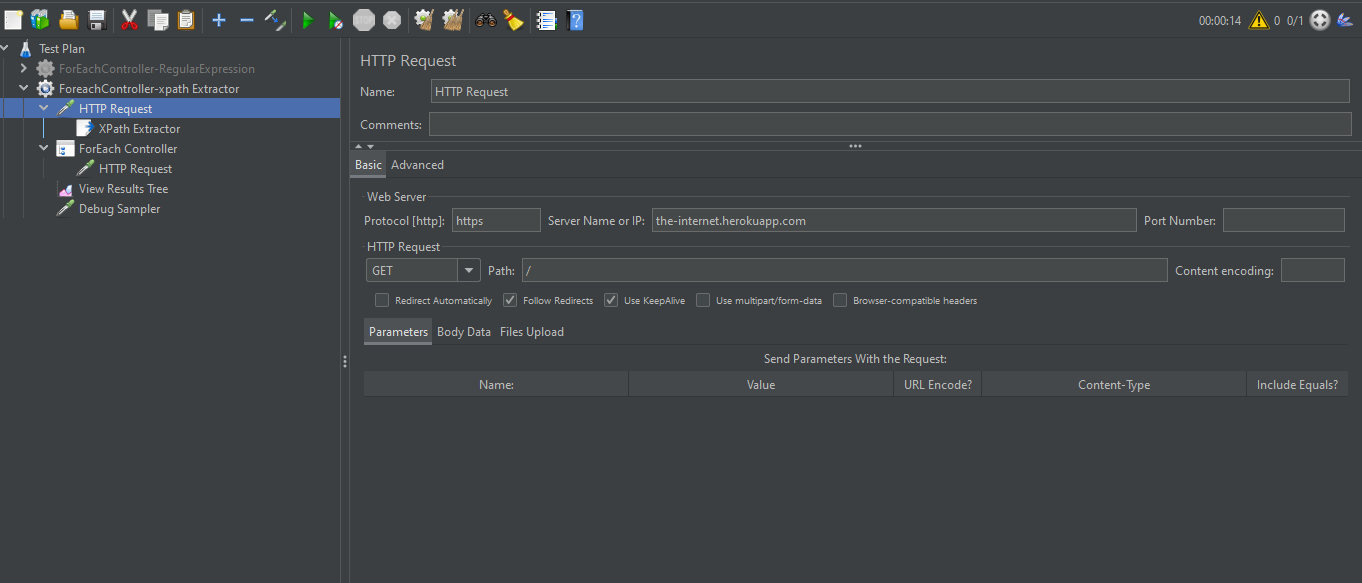 00:00:14 0 0/1
Test Plan
ForEachController-RegularExpression
ForeachController-xpath Extractor
HTTP Request
XPath Extractor
ForEach Controller
HTTP Request
View Results Tree
Debug Sampler
HTTP Request
Name: HTTP Request
Comments:
Basic Advanced
Web Server
Protocol [http]: https Server Name or IP: the-internet.herokuapp.com Port Number:
HTTP Request
GET Path: / Content encoding:
Redirect Automatically Follow Redirects Use KeepAlive Use multipart/form-data Browser-compatible headers
Parameters Body Data Files Upload
Send Parameters With the Request:
Name: Value URL Encode? Content-Type Include Equals?